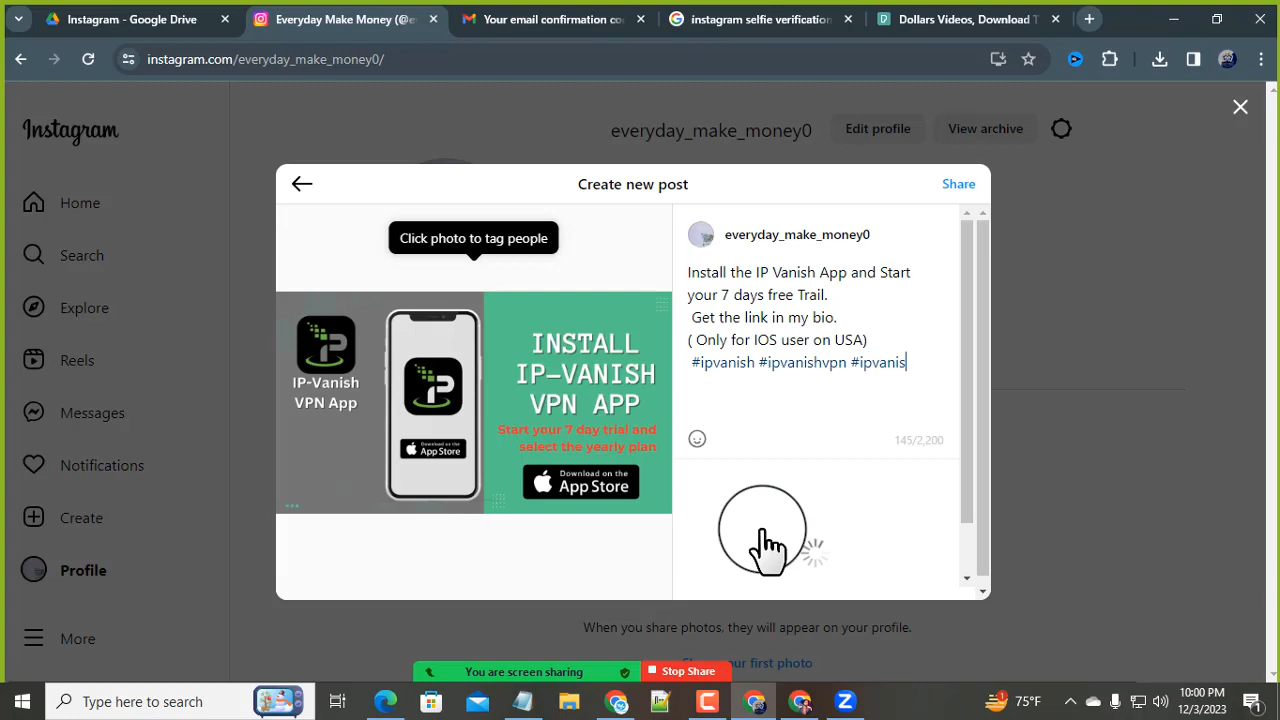 Instagram - Google Drive
Everyday Make Money (@e
Your email confirmation co
instagram selfie verification
Dollars Videos, Download T
instagram.com/everyday_make_money0/
Instagram
everyday_make_money0
Edit profile
View archive
Home
Search
Explore
Reels
Messages
Notifications
Create
Profile
More
Create new post
Share
Click photo to tag people
IP-Vanish
VPN App
Download on the
App Store
INSTALL
IP-VANISH
VPN APP
Start your 7 day trial and
select the yearly plan
Download on the
App Store
everyday_make_money0
Install the IP Vanish App and Start
your 7 days free Trail.
Get the link in my bio.
( Only for IOS user on USA)
#ipvanish #ipvanishvpn #ipvanis
145/2,200
When you share photos, they will appear on your profile.
your first photo
You are screen sharing
Stop Share
Type here to search
75°F
10:00 PM
12/3/2023
1